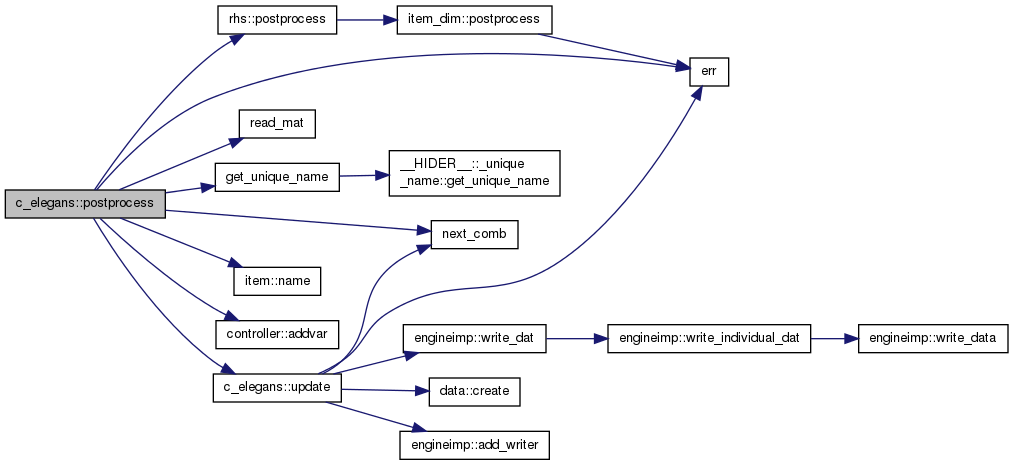 rhs::postprocess
item_dim::postprocess
err
read_mat
get_unique_name
__HIDER__::_unique
_name::get_unique_name
c_elegans::postprocess
next_comb
item::name
controller::addvar
engineimp::write_dat
engineimp::write_individual_dat
engineimp::write_data
c_elegans::update
data::create
engineimp::add_writer